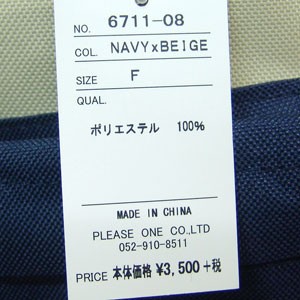 NO. 6711-08
COL. NAVYxBEIGE
SIZE F
QUAL.
ポリエステル 100%
MADE IN CHINA
PLEASE ONE CO.,LTD
052-910-8511
PRICE 本体価格 ¥3,500 +税